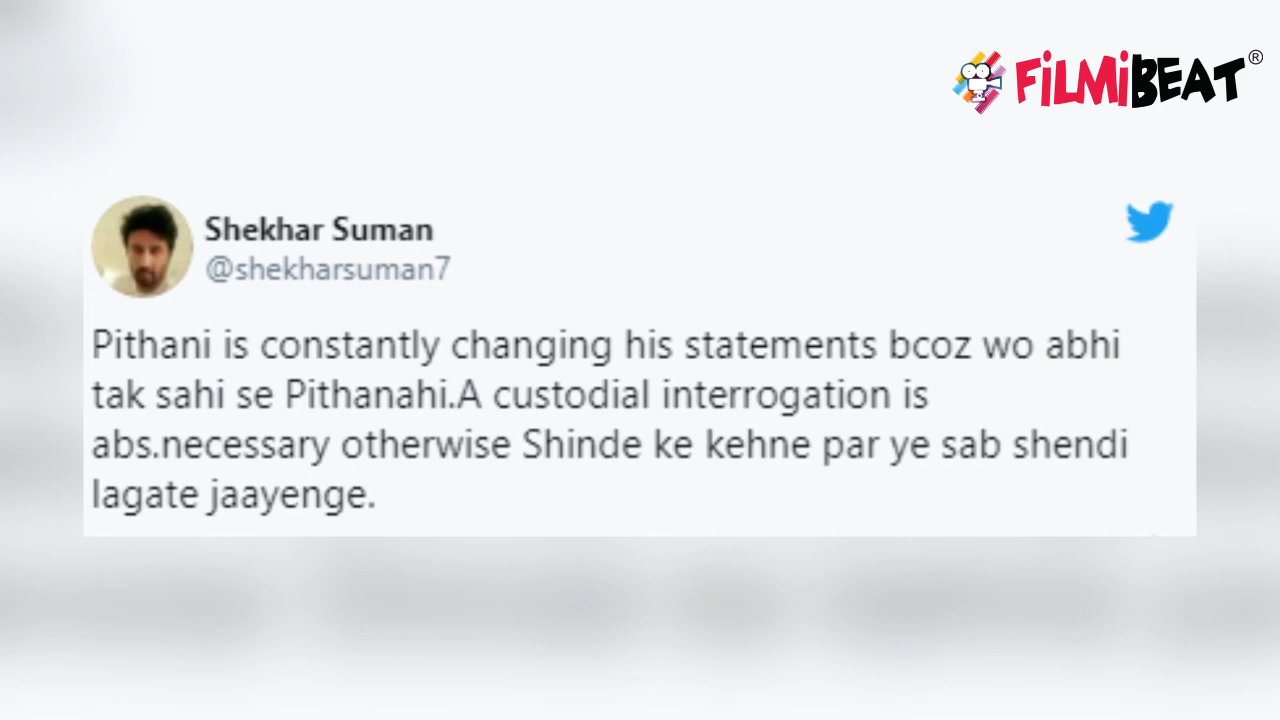 FiLMiBEAT®
Shekhar Suman
@shekharsuman7
Pithani is constantly changing his statements bcoz wo abhi
tak sahi se Pithanahi.A custodial interrogation is
abs.necessary otherwise Shinde ke kehne par ye sab shendi
lagate jaayenge.